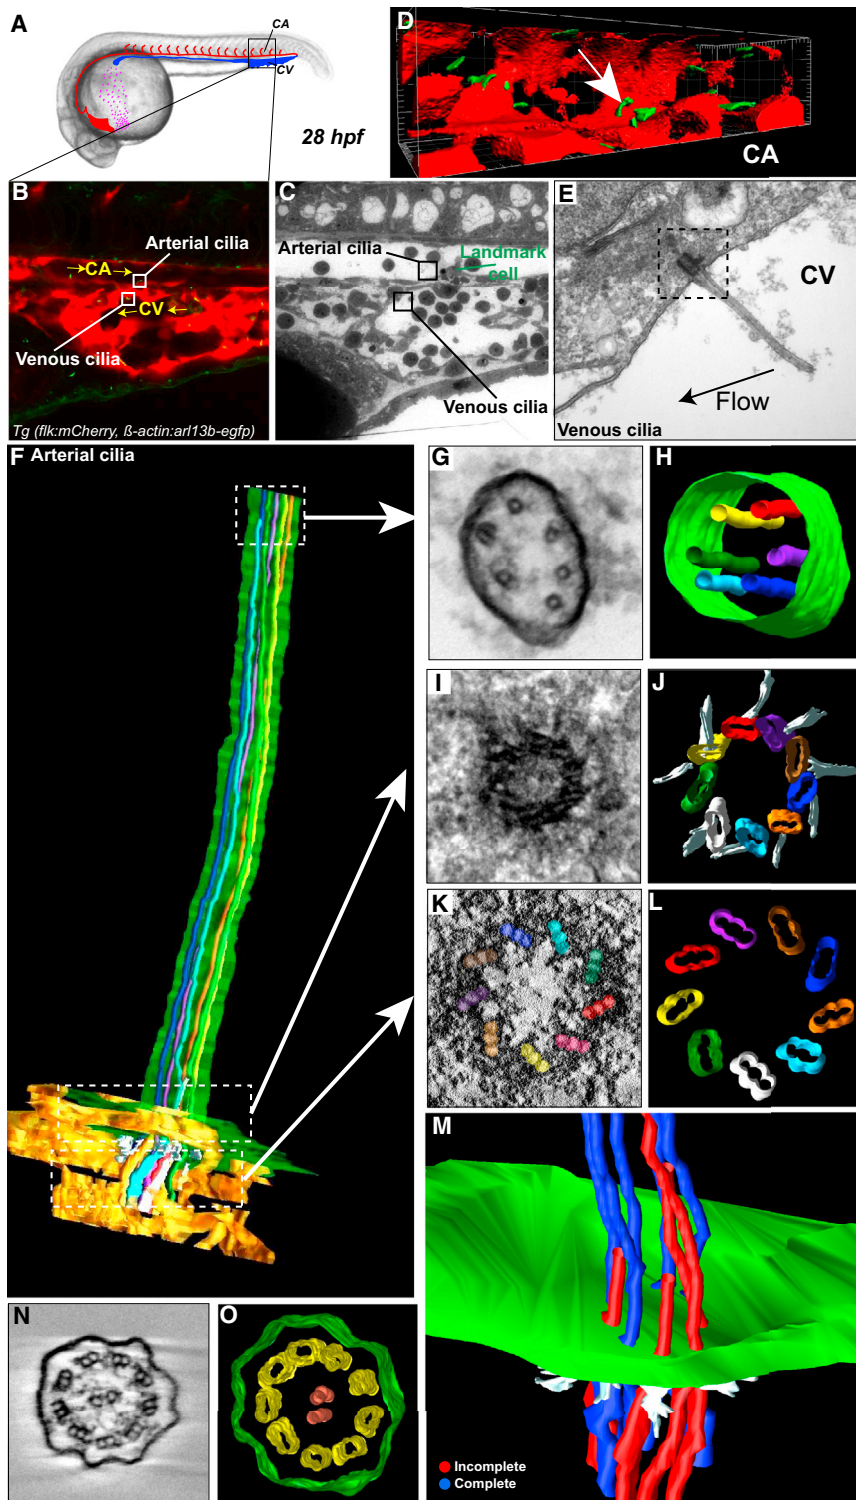 A
CA
CV
28 hpf
D
CA
B
Arterial cilia
CA
CV
Venous cilia
Tg (flk:mCherry, ß-actin:arl13b-egfp)
C
Arterial cilia
Landmark
cell
Venous cilia
E
CV
Flow
Venous cilia
F Arterial cilia
G
H
I
J
K
L
M
Incomplete
Complete
N
O